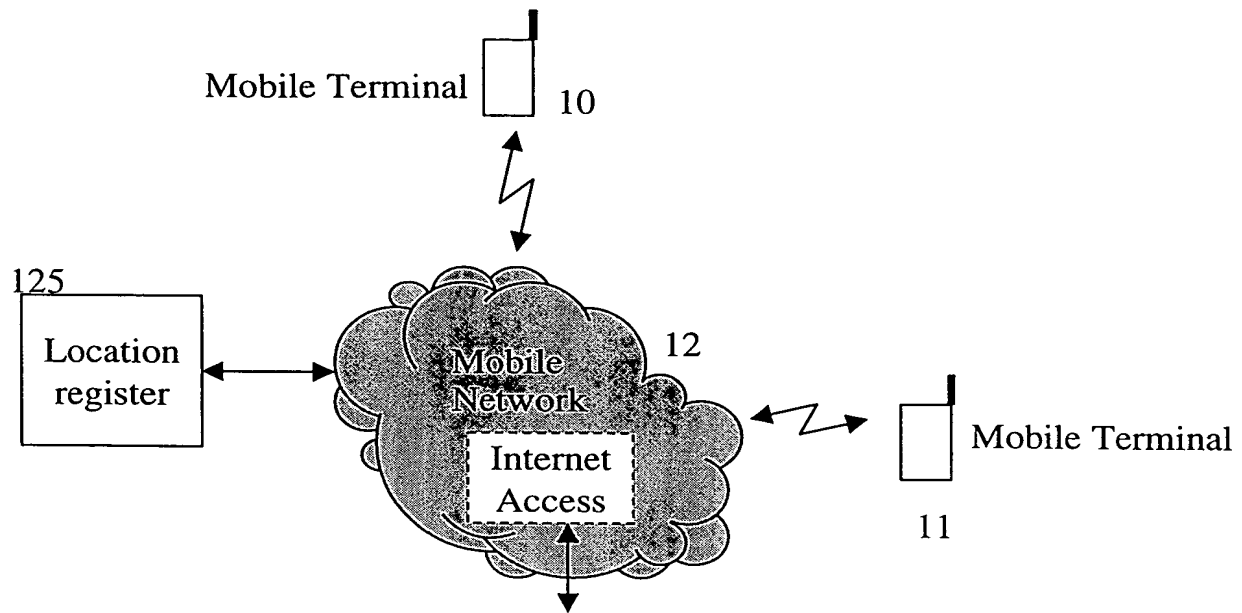 Mobile Terminal
10
125
Location
register
12
Mobile
Network
Internet
Access
Mobile Terminal
11